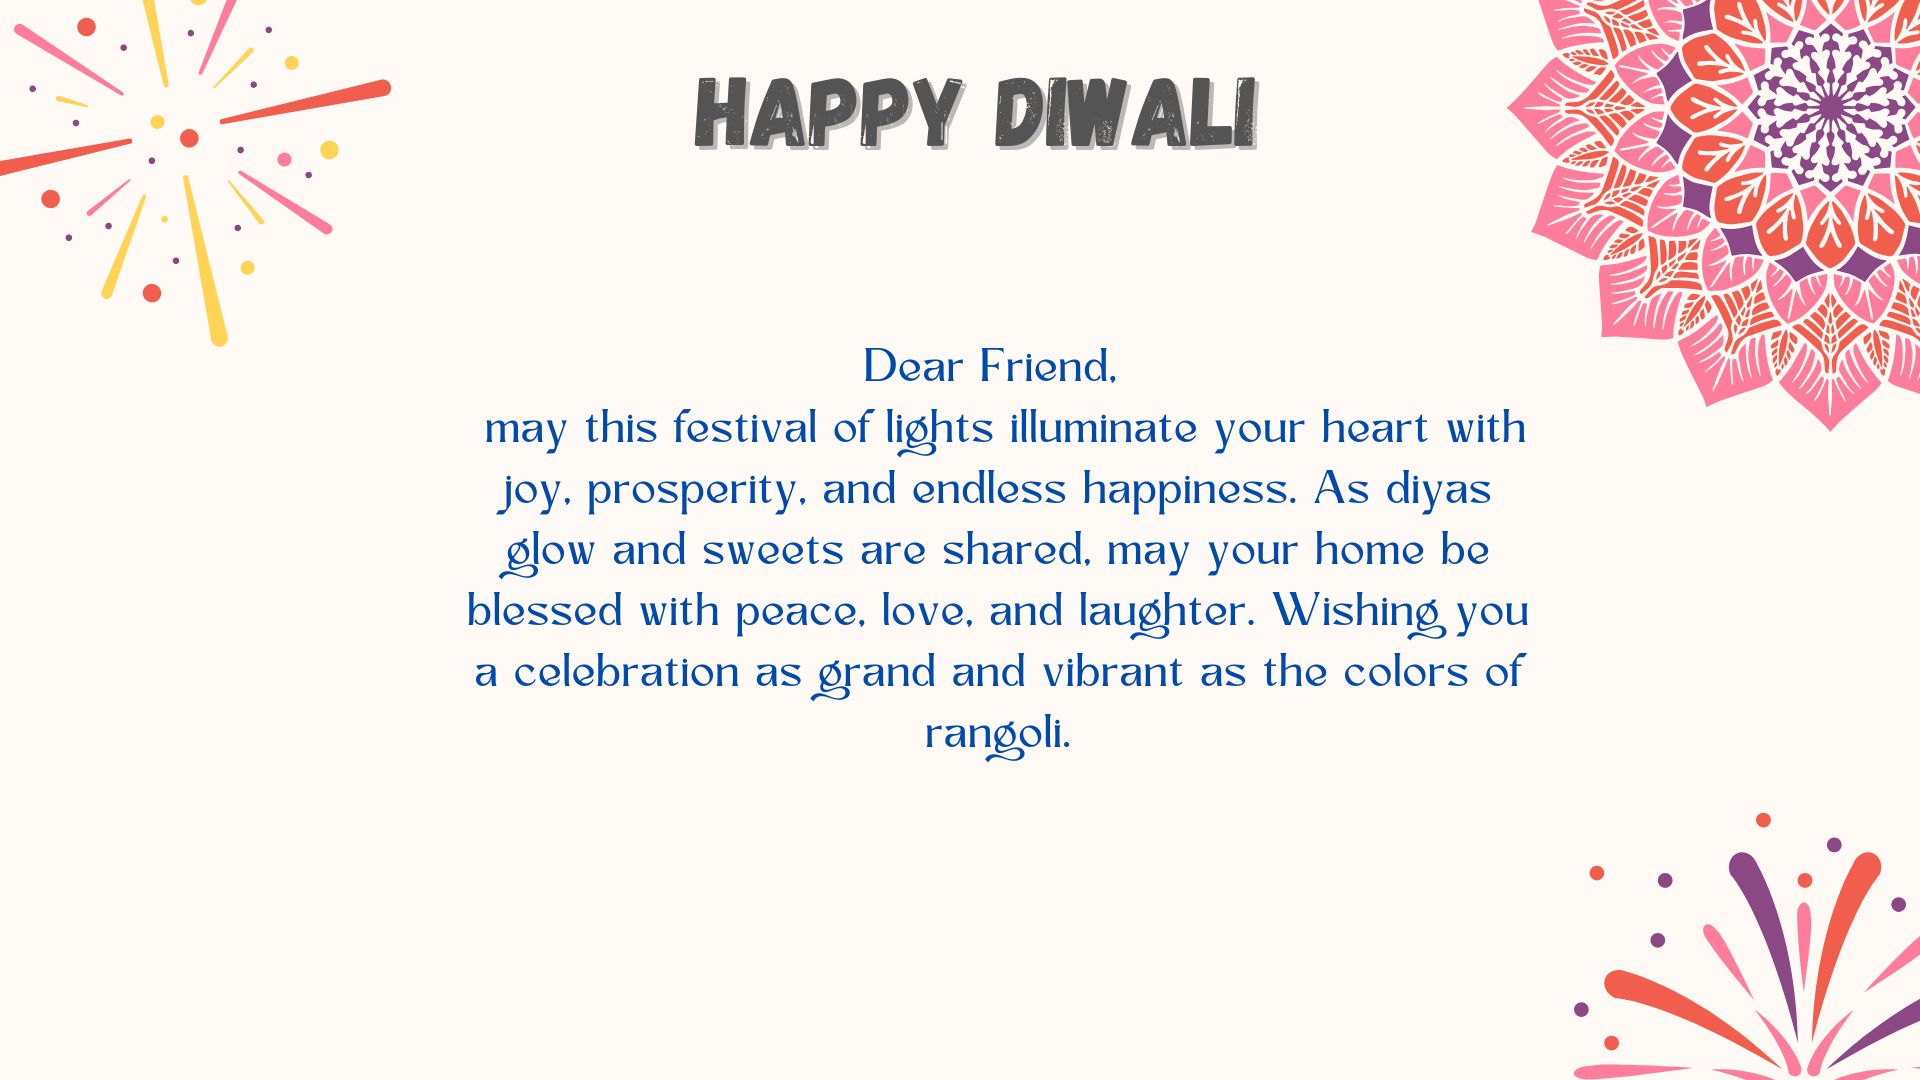 HAPPY DIWALI
Dear Friend,
may this festival of lights illuminate your heart with
joy, prosperity, and endless happiness. As diyas
glow and sweets are shared, may your home be
blessed with peace, love, and laughter. Wishing you
a celebration as grand and vibrant as the colors of
rangoli.